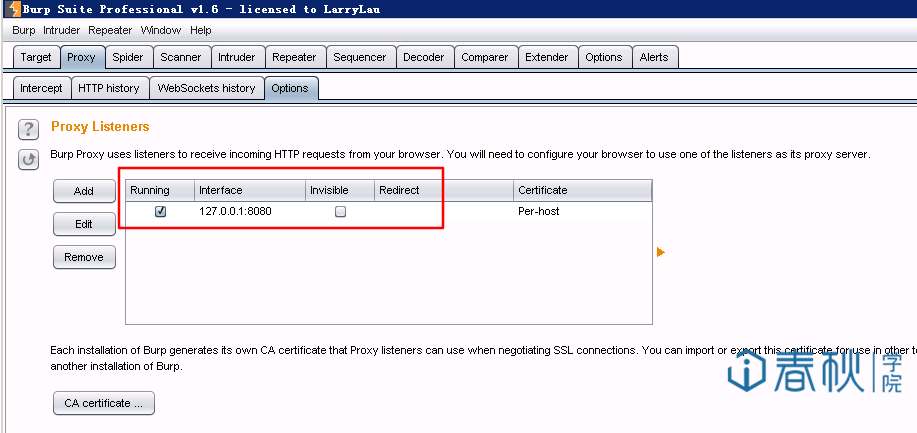 Burp Suite Professional v1.6 - licensed to LarryLau
Burp Intruder Repeater Window Help
Target Proxy Spider Scanner Intruder Repeater Sequencer Decoder Comparer Extender Options Alerts
Intercept HTTP history WebSockets history Options
? Proxy Listeners
Burp Proxy uses listeners to receive incoming HTTP requests from your browser. You will need to configure your browser to use one of the listeners as its proxy server.
Add Running Interface Invisible Redirect Certificate
127.0.0.1:8080 Per-host
Edit
Remove
Each installation of Burp generates its own CA certificate that Proxy listeners can use when negotiating SSL connections. You can import or export this certificate for use in other to
another installation of Burp.
春秋 学院
CA certificate ...